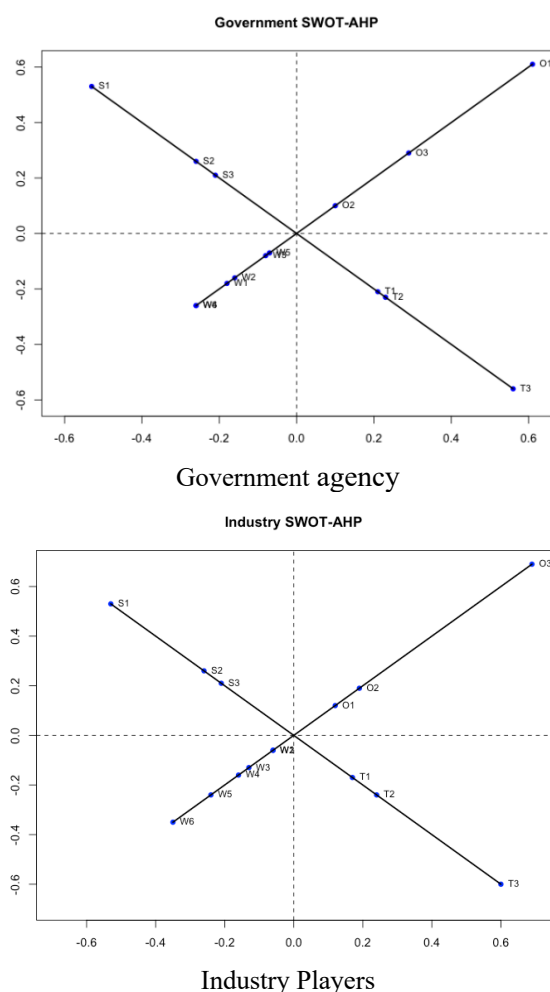 Government SWOT-AHP
0.6
0.4
0.2
0.0
-0.2
-0.4
-0.6
S1
S2
S3
O1
O3
O2
W2
W1
T1
T2
T3
-0.6
-0.4
-0.2
0.0
0.2
0.4
0.6
Government agency
Industry SWOT-AHP
0.6
0.4
0.2
0.0
-0.2
-0.4
-0.6
S1
S2
S3
O3
O2
O1
W3
W4
W5
W6
T1
T2
T3
-0.6
-0.4
-0.2
0.0
0.2
0.4
0.6
Industry Players